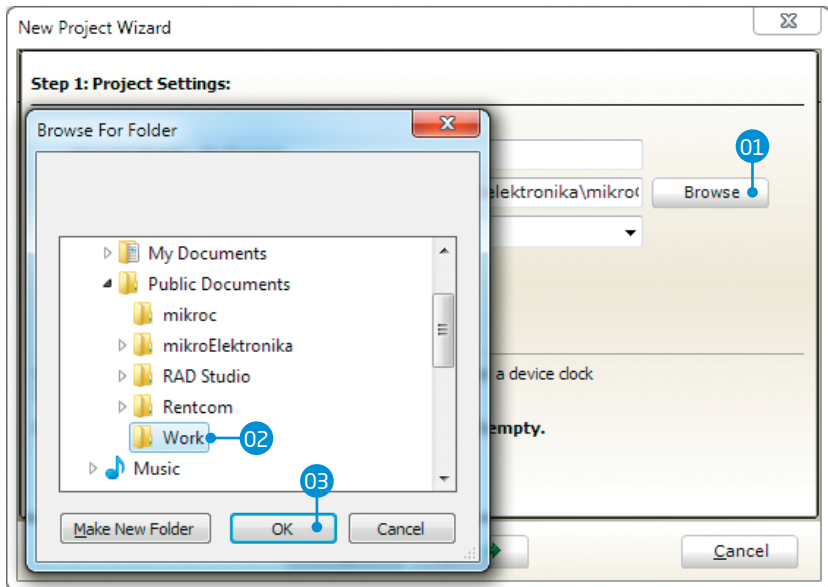 New Project Wizard
Step 1: Project Settings:
Browse For Folder
01
elektronika\mikro
Browse
My Documents
Public Documents
mikroc
mikroElektronika
RAD Studio
a device clock
Rentcom
empty.
Work
02
Music
03
Make New Folder
OK
Cancel
Cancel